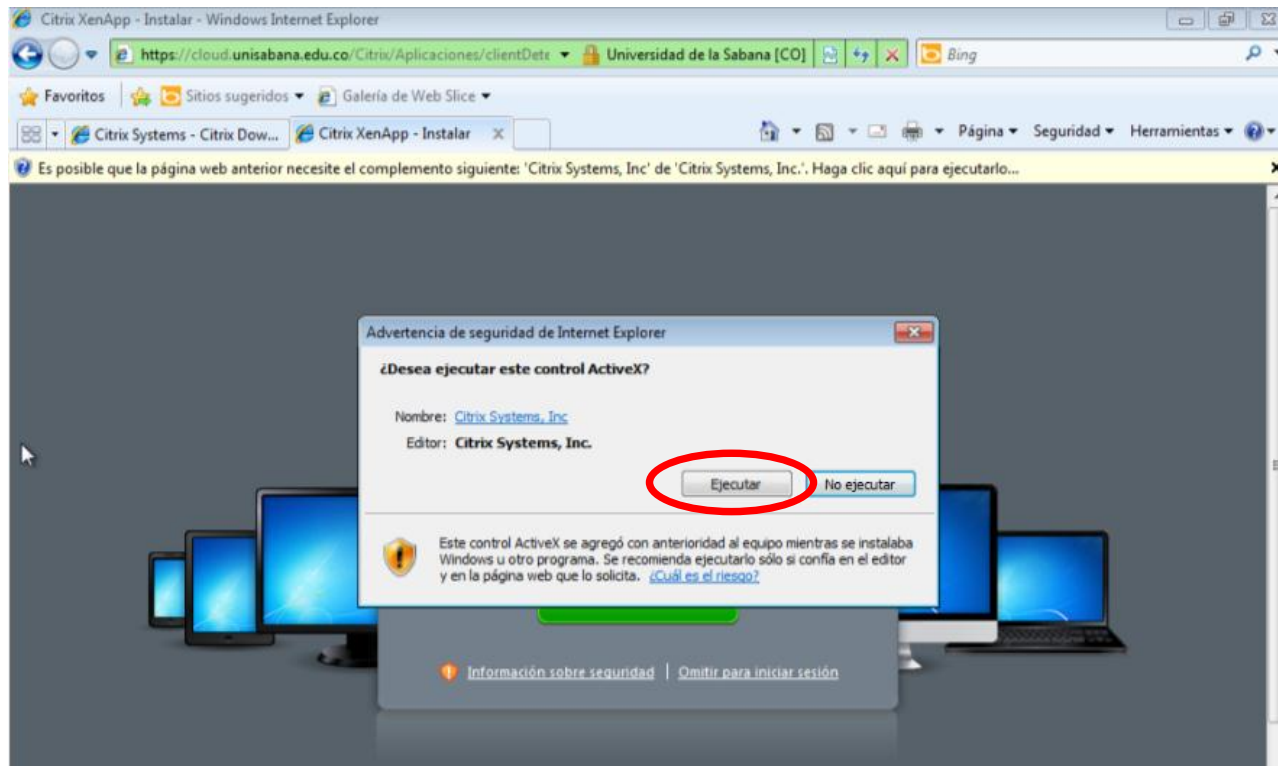 Citrix XenApp - Instalar - Windows Internet Explorer
https://cloud.unisabana.edu.co/Citrix/Aplicaciones/clientDete Universidad de la Sabana [CO] Bing
Favoritos Sitios sugeridos Galería de Web Slice
Citrix Systems - Citrix Dow... Citrix XenApp - Instalar Página Seguridad Herramientas
Es posible que la página web anterior necesite el complemento siguiente: 'Citrix Systems, Inc' de 'Citrix Systems, Inc.'. Haga clic aquí para ejecutarlo...
Advertencia de seguridad de Internet Explorer
¿Desea ejecutar este control ActiveX?
Nombre: Citrix Systems, Inc
Editor: Citrix Systems, Inc.
Ejecutar No ejecutar
Este control ActiveX se agregó con anterioridad al equipo mientras se instalaba
Windows u otro programa. Se recomienda ejecutarlo sólo si confía en el editor
y en la página web que lo solicita. ¿Cuál es el riesgo?
Información sobre seguridad | Omitir para iniciar sesión